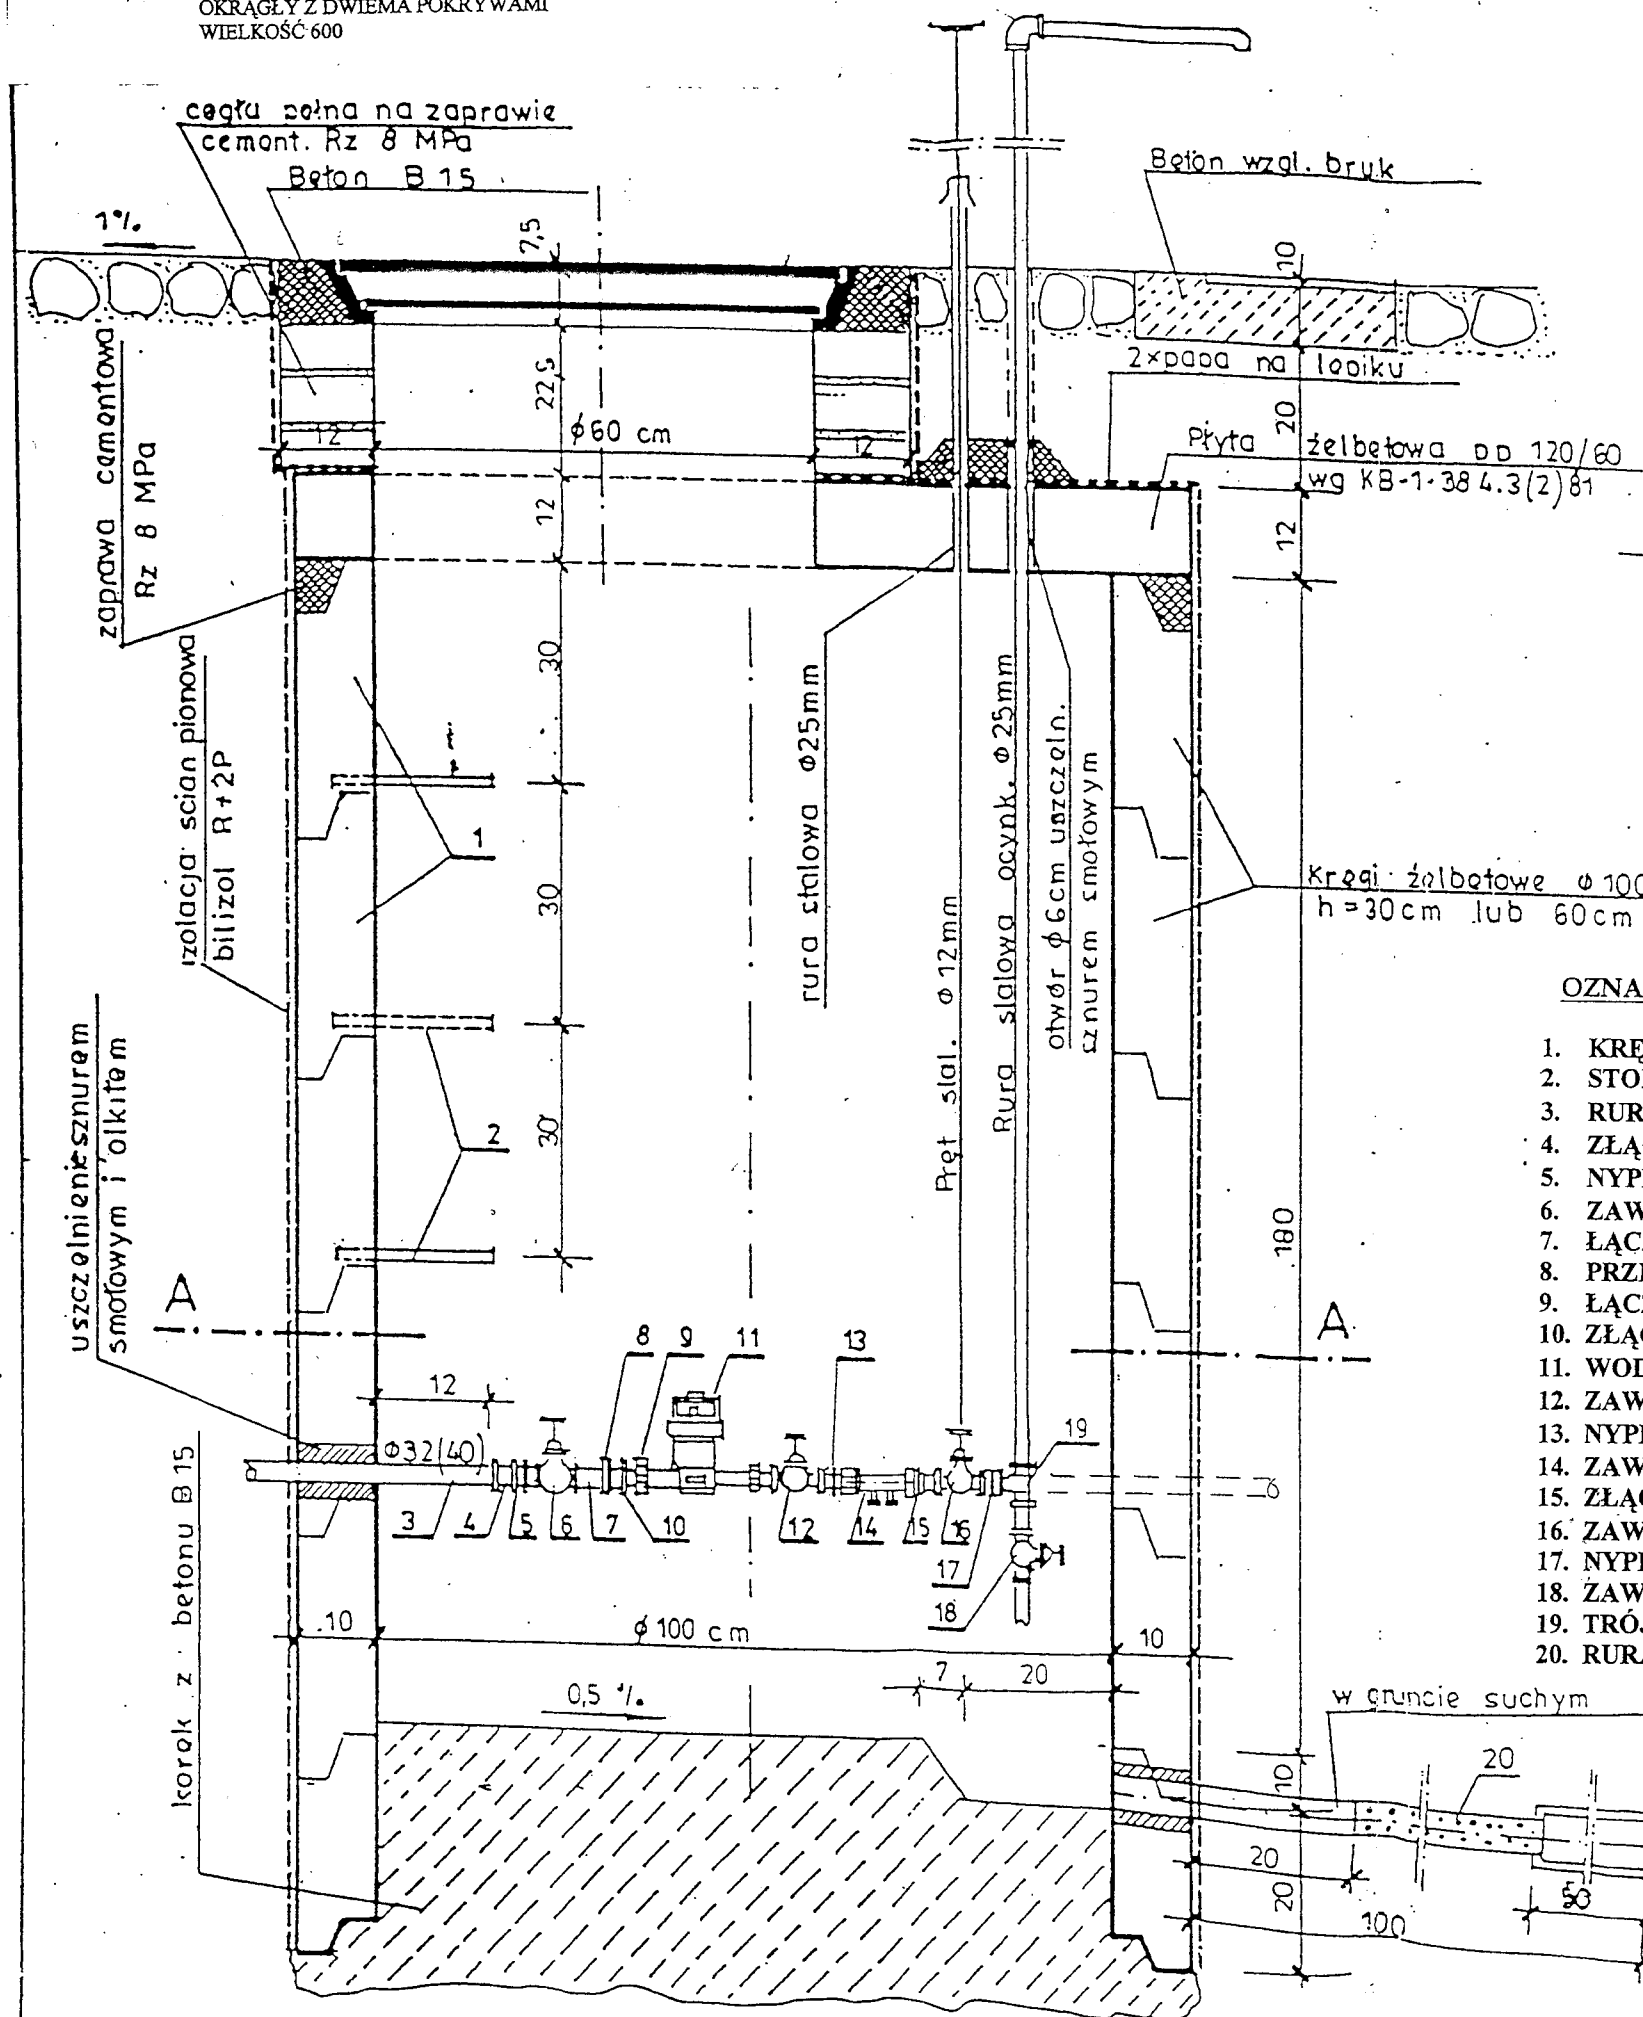 OKRĄGŁY Z DWIEMA POKRYWAMI
WIELKOŚĆ 600
cegła pełna na zaprawie
cement. Rz 8 MPa
Beton B 15
1%
7,5
Beton wzgl. bruk
10
zaprawa cementowa
Rz 8 MPa
22,5
12
φ60 cm
12
2xpapa na lepiku
20
Płyta żelbetowa PP 120/60
wg KB-1-38 4.3(2)81
12
12
izolacja ścian pionowa
bilizol R+2P
30
1
30
2
30
rura stalowa φ25mm
Pręt stal. φ12mm
Rura stalowa ocynk. φ25mm
otwór φ6cm uszczeln.
sznurem smołowym
Kręgi żelbetowe φ100
h=30cm lub 60cm
180
uszczelnienie sznurem
smołowym i olkitem
A
A
OZNA
1. KRĘ
2. STO
3. RUR
4. ZŁĄ
5. NYP
6. ZAW
7. ŁĄC
8. PRZ
9. ŁĄC
10. ZŁĄ
11. WOD
12. ZAW
13. NYP
14. ZAW
15. ZŁĄ
16. ZAW
17. NYP
18. ZAW
19. TRÓ
20. RUR
12
8
9
11
13
19
φ32(40)
3
4
5
6
7
10
12
14
15
16
17
18
korek z betonu B15
10
φ100 cm
10
7
20
0,5 %
w gruncie suchym
10
20
20
20
50
100